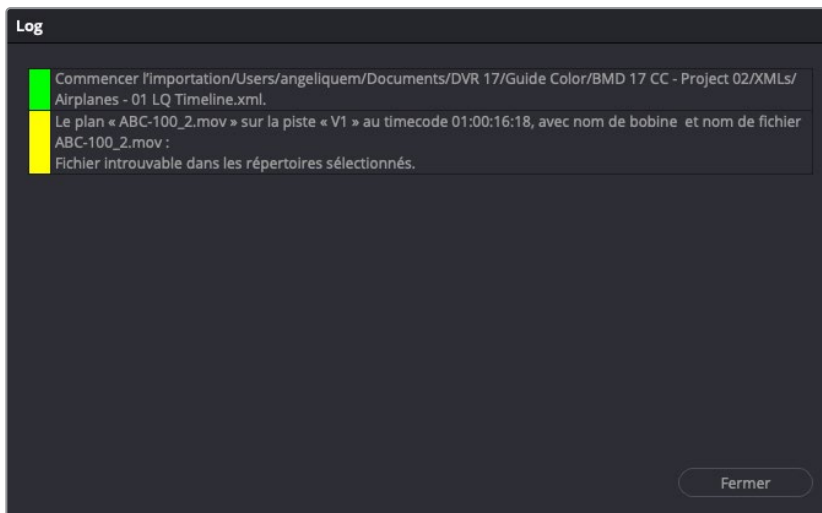 Log
Commencer l'importation/Users/angeliquem/Documents/DVR 17/Guide Color/BMD 17 CC - Project 02/XMLs/
Airplanes - 01 LQ Timeline.xml.
Le plan « ABC-100_2.mov » sur la piste « V1 » au timecode 01:00:16:18, avec nom de bobine  et nom de fichier
ABC-100_2.mov :
Fichier introuvable dans les répertoires sélectionnés.
Fermer